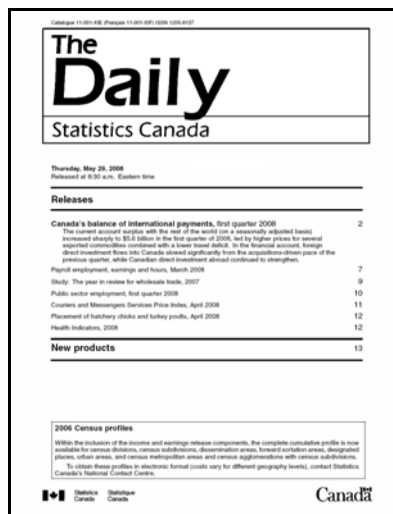 Catalogue 11-001-XIE (Français 11-001-XIF) ISSN 1205-9137
The
Daily
Statistics Canada
Thursday, May 29, 2008
Released at 8:30 a.m. Eastern time
Releases
Canada's balance of international payments, first quarter 2008 2
The current account surplus with the rest of the world (on a seasonally adjusted basis)
increased sharply to $5.6 billion in the first quarter of 2008, led by higher prices for several
exported commodities combined with a lower travel deficit. In the financial account, foreign
direct investment flows into Canada slowed significantly from the acquisitions-driven pace of the
previous quarter, while Canadian direct investment abroad continued to strengthen.
Payroll employment, earnings and hours, March 2008 7
Study: The year in review for wholesale trade, 2007 9
Public sector employment, first quarter 2008 10
Couriers and Messengers Services Price Index, April 2008 11
Placement of hatchery chicks and turkey poults, April 2008 12
Health Indicators, 2008 12
New products 13
2006 Census profiles
Within the inclusion of the income and earnings release components, the complete cumulative profile is now
available for census divisions, census subdivisions, dissemination areas, forward sortation areas, designated
places, urban areas, and census metropolitan areas and census agglomerations with census subdivisions.
To obtain these profiles in electronic format (costs vary for different geography levels), contact Statistics
Canada's National Contact Centre.
Statistics Statistique
Canada Canada
Canada